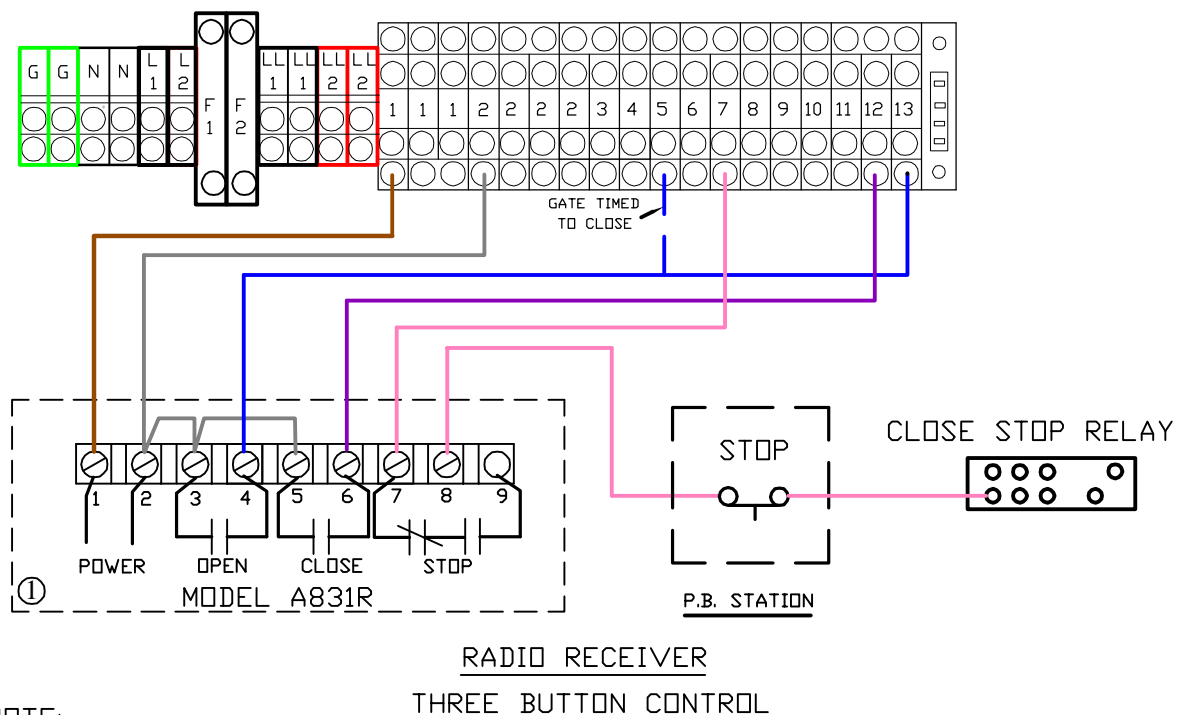 G G N N L1 L2 F1 F2 LL1 LL1 LL2 LL2
1 1 1 2 2 2 2 3 4 5 6 7 8 9 10 11 12 13
GATE TIMED
TO CLOSE
CLOSE STOP RELAY
STOP
1 2 3 4 5 6 7 8 9
POWER OPEN CLOSE STOP
1
MODEL A831R
P.B. STATION
RADIO RECEIVER
THREE BUTTON CONTROL